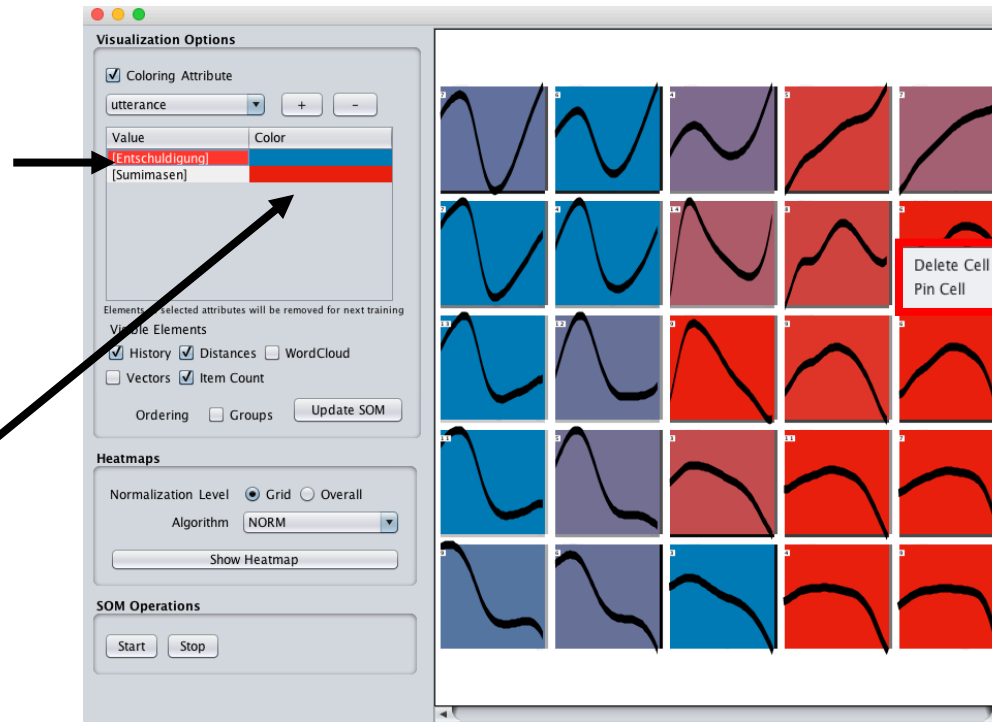 Visualization Options
Coloring Attribute
utterance + -
Value Color
[Entschuldigung]
[Sumimasen]
Elements selected attributes will be removed for next training
Visible Elements
History Distances WordCloud
Vectors Item Count
Ordering Groups Update SOM
Heatmaps
Normalization Level Grid Overall
Algorithm NORM
Show Heatmap
SOM Operations
Start Stop
Delete Cell
Pin Cell